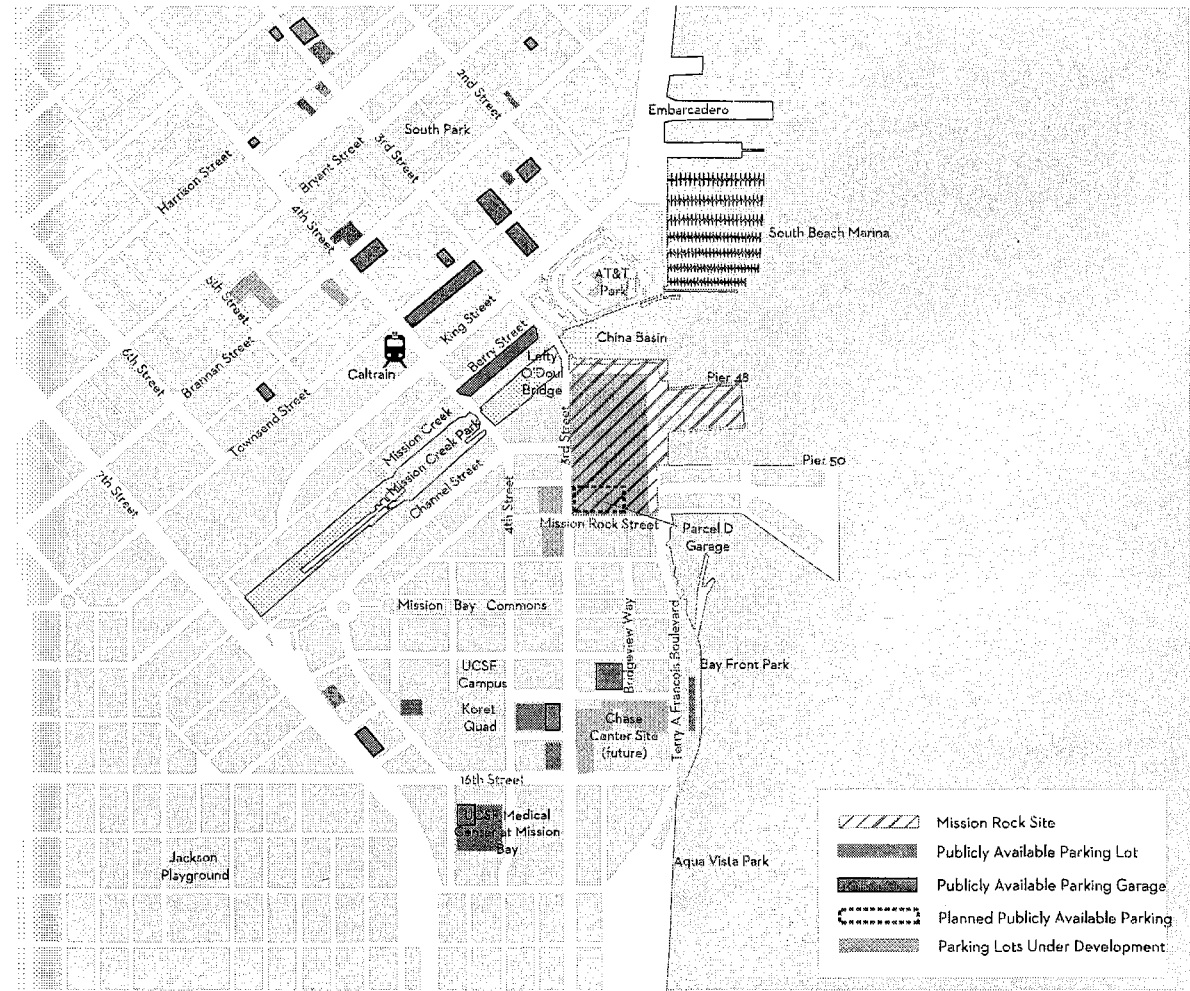 2nd Street
Embarcadero
South Park
3rd Street
Bryant Street
Harrison Street
4th Street
South Beach Marina
AT&T
Park
5th Street
King Street
China Basin
Berry Street
Lefty
O'Doul
Bridge
6th Street
Brannan Street
Caltrain
Pier 48
Townsend Street
Mission Creek
Mission Creek Park
3rd Street
Pier 50
7th Street
Channel Street
4th Street
Mission Rock Street
Parcel D
Garage
Mission Bay Commons
Bridgeview Way
Terry A Francois Boulevard
Bay Front Park
UCSF
Campus
Koret
Quad
Chase
Center Site
(future)
16th Street
UCSF Medical
Center at Mission
Bay
Jackson
Playground
Aqua Vista Park
Mission Rock Site
Publicly Available Parking Lot
Publicly Available Parking Garage
Planned Publicly Available Parking
Parking Lots Under Development